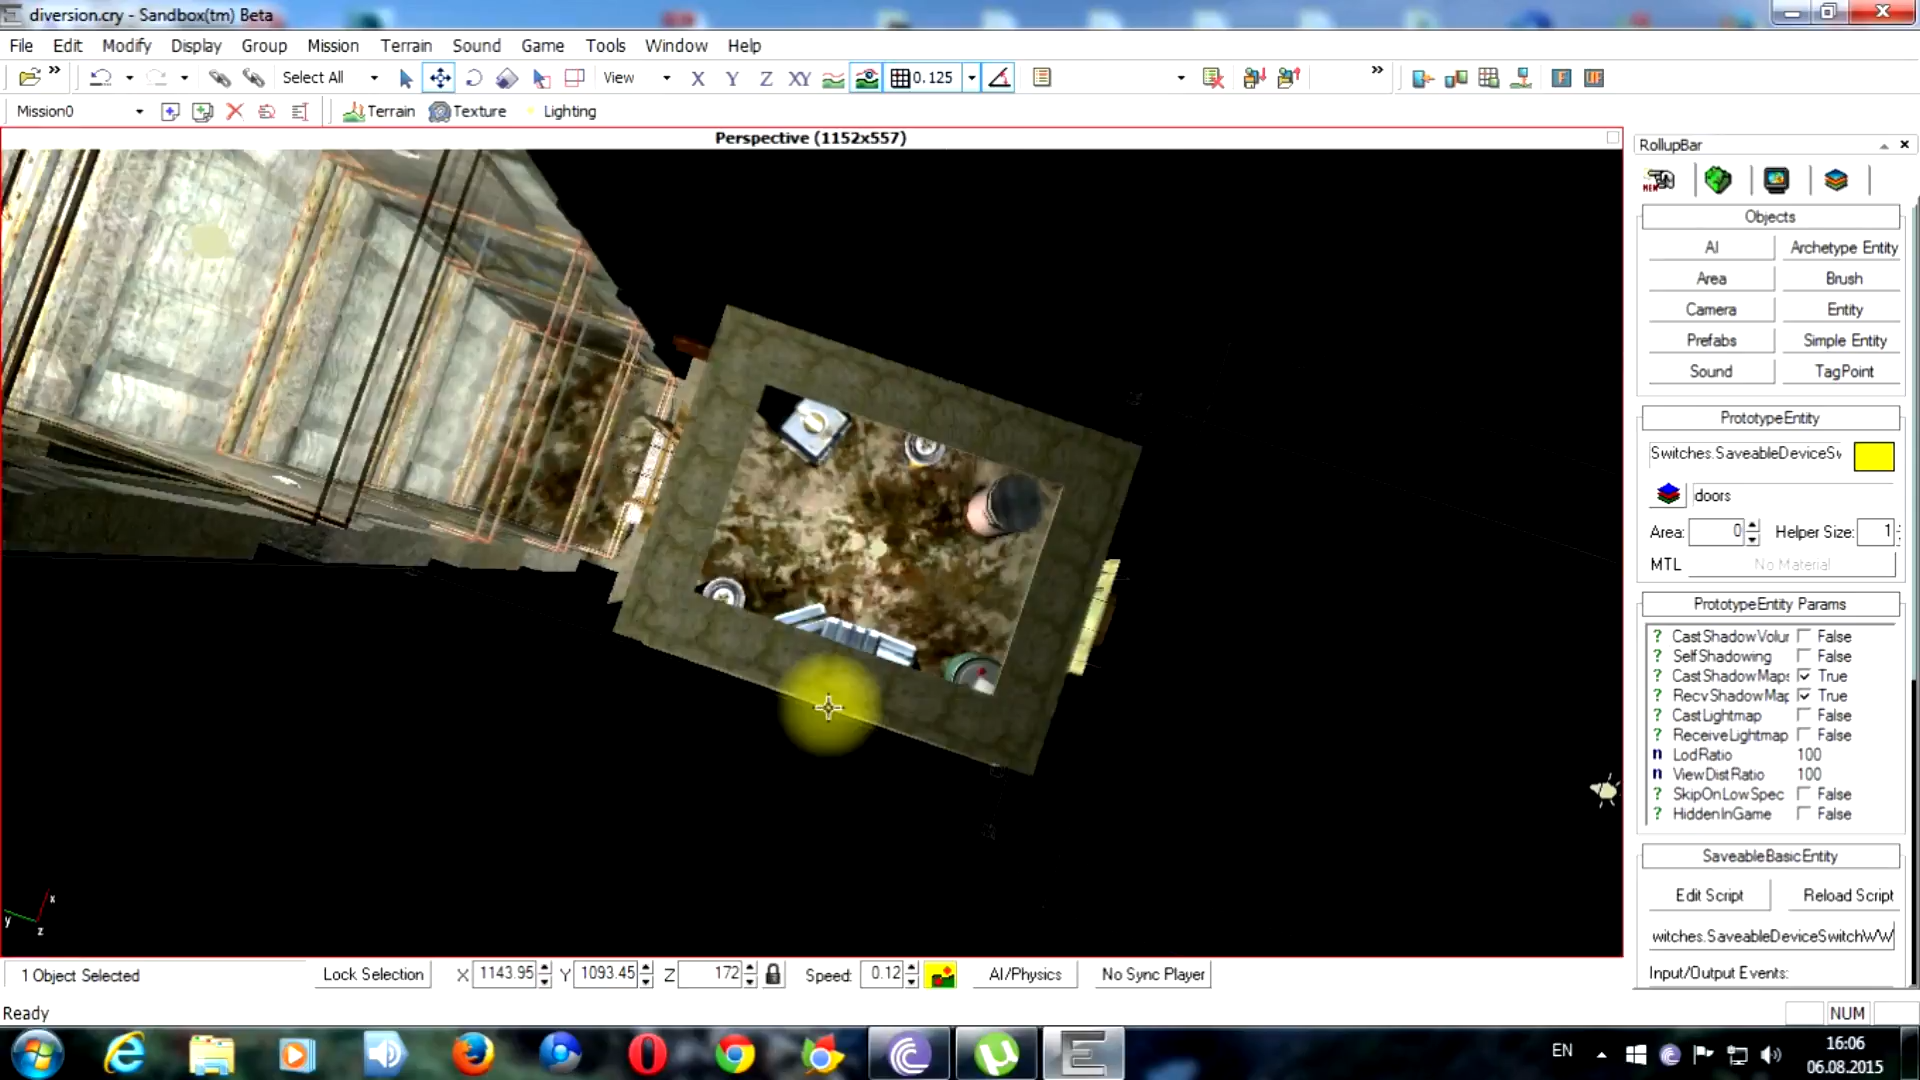 diversion.cry - Sandbox(tm) Beta
File Edit Modify Display Group Mission Terrain Sound Game Tools Window Help
Select All View X Y Z XY 0.125
Mission0 Terrain Texture Lighting
Perspective (1152x557)
RollupBar
Objects
AI Archetype Entity
Area Brush
Camera Entity
Prefabs Simple Entity
Sound TagPoint
PrototypeEntity
Switches.SaveableDeviceSw
doors
Area: 0 Helper Size: 1
MTL No Material
PrototypeEntity Params
? CastShadowVolu False
? SelfShadowing False
? CastShadowMaps True
? RecvShadowMap True
? CastLightmap False
? ReceiveLightmap False
n LodRatio 100
n ViewDistRatio 100
? SkipOnLowSpec False
? HiddenInGame False
SaveableBasicEntity
Edit Script Reload Script
witches.SaveableDeviceSwitchWW
Input/Output Events:
x
y
z
1 Object Selected Lock Selection X 1143.95 Y 1093.45 Z 172 Speed: 0.12 AI/Physics No Sync Player
Ready NUM
EN 16:06
06.08.2015